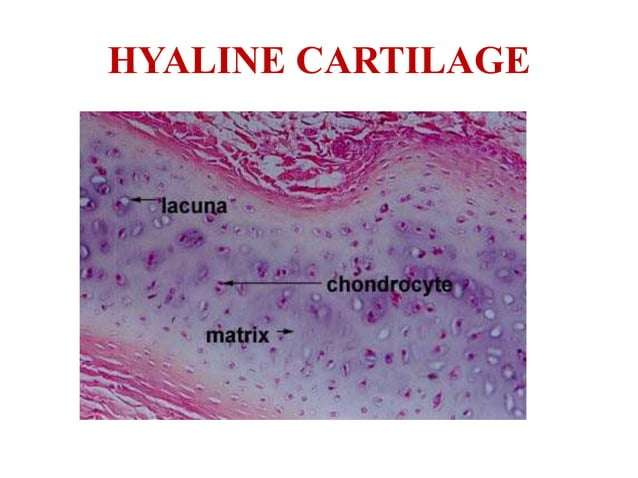 HYALINE CARTILAGE
lacuna
chondrocyte
matrix